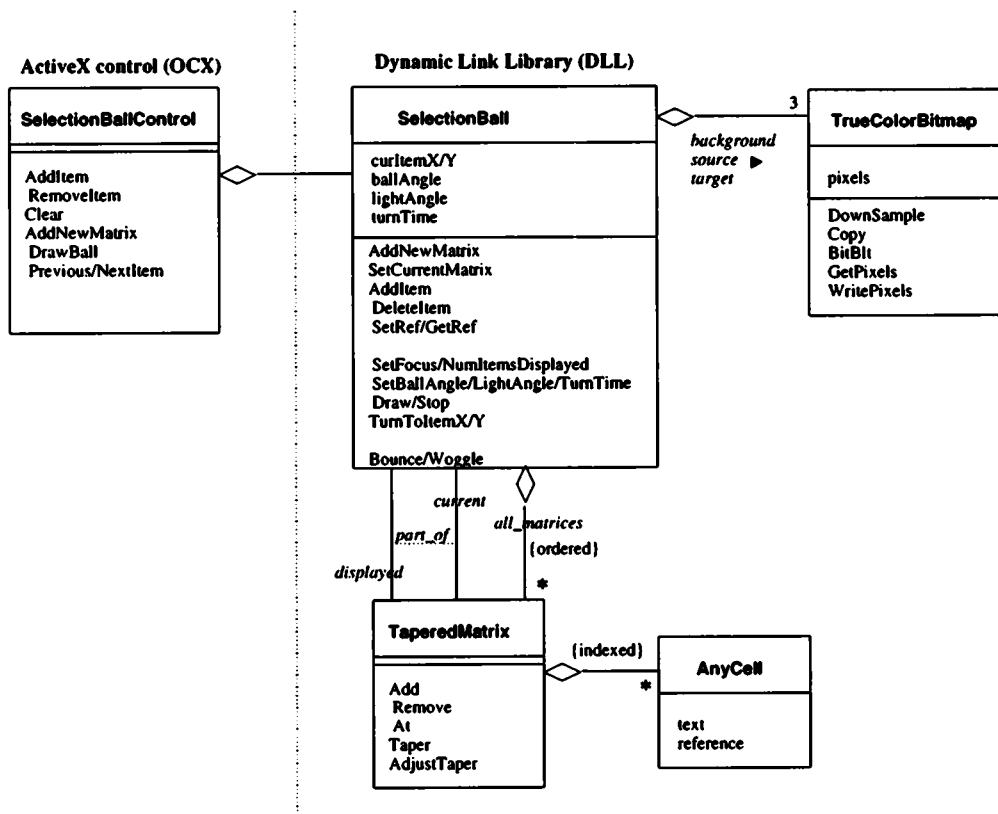 ActiveX control (OCX)
Dynamic Link Library (DLL)
SelectionBallControl
AddItem
RemoveItem
Clear
AddNewMatrix
DrawBall
Previous/NextItem
SelectionBall
curItemX/Y
ballAngle
lightAngle
turnTime
AddNewMatrix
SetCurrentMatrix
AddItem
DeleteItem
SetRef/GetRef
SetFocus/NumItemsDisplayed
SetBallAngle/LightAngle/TurnTime
Draw/Stop
TurnToItemX/Y
Bounce/Woggle
3
background
source
target
TrueColorBitmap
pixels
DownSample
Copy
BitBlt
GetPixels
WritePixels
current
all_matrices
part_of
{ordered}
displayed
*
TaperedMatrix
Add
Remove
At
Taper
AdjustTaper
{indexed}
*
AnyCell
text
reference